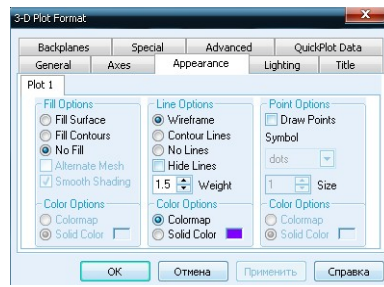 3-D Plot Format
Backplanes Special Advanced QuickPlot Data
General Axes Appearance Lighting Title
Plot 1
Fill Options
Fill Surface
Fill Contours
No Fill
Alternate Mesh
Smooth Shading
Color Options
Colormap
Solid Color
Line Options
Wireframe
Contour Lines
No Lines
Hide Lines
1.5 Weight
Color Options
Colormap
Solid Color
Point Options
Draw Points
Symbol
dots
1 Size
Color Options
Colormap
Solid Color
OK Отмена Применить Справка